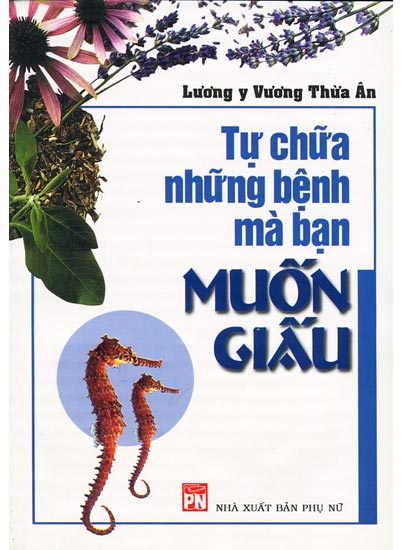 Lương y Vương Thừa Ân
Tự chữa
những bệnh
mà bạn
MUỐN
GIẤU
PN
NHÀ XUẤT BẢN PHỤ NỮ